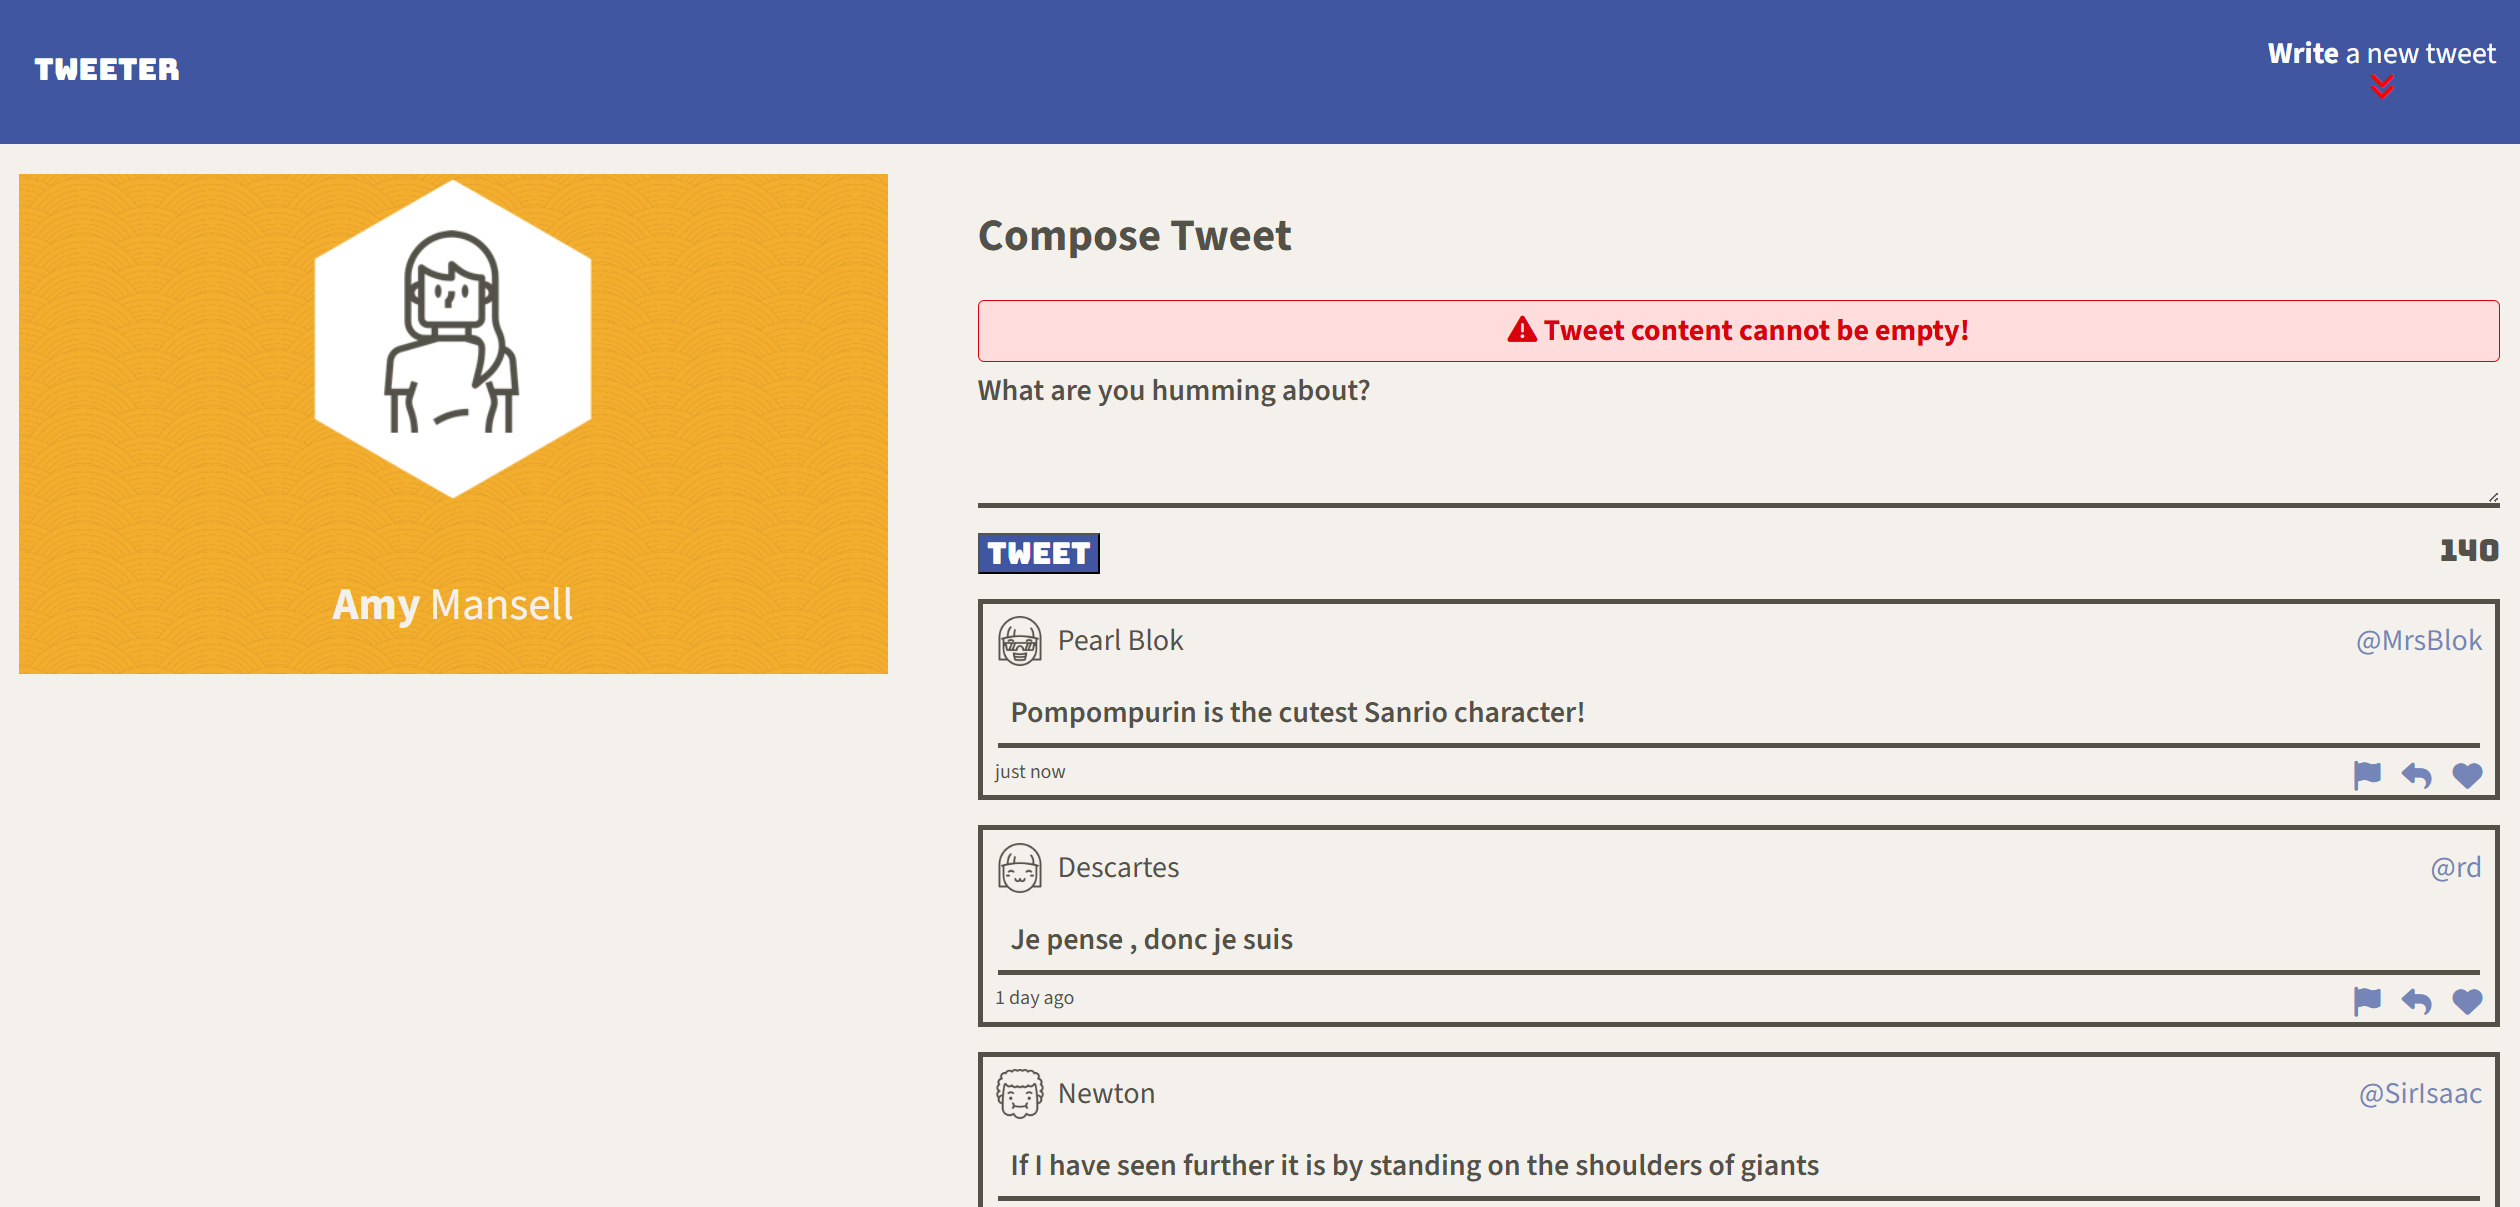 TWEETER
Write a new tweet
Amy Mansell
Compose Tweet
Tweet content cannot be empty!
What are you humming about?
TWEET
140
Pearl Blok
@MrsBlok
Pompompurin is the cutest Sanrio character!
just now
Descartes
@rd
Je pense , donc je suis
1 day ago
Newton
@SirIsaac
If I have seen further it is by standing on the shoulders of giants